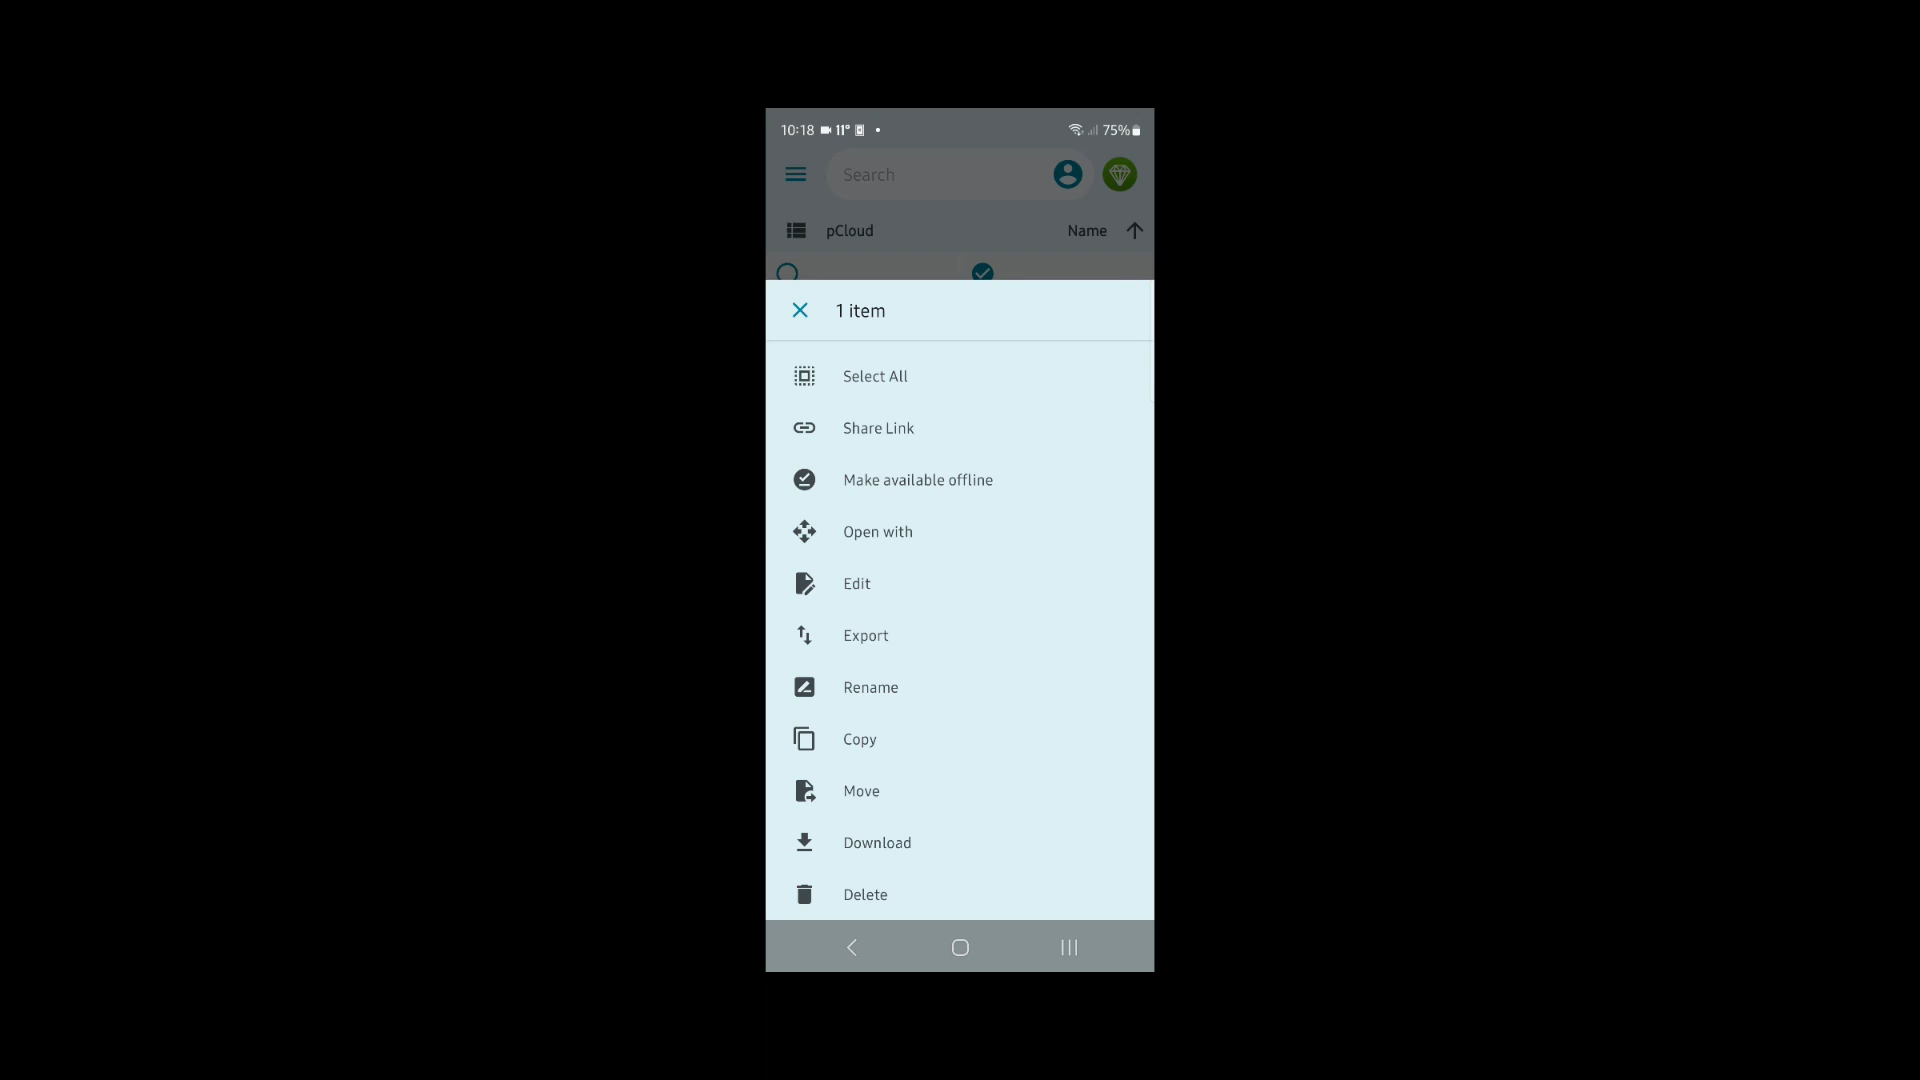 10:18 11° 75%
Search
pCloud Name
1 item
Select All
Share Link
Make available offline
Open with
Edit
Export
Rename
Copy
Move
Download
Delete